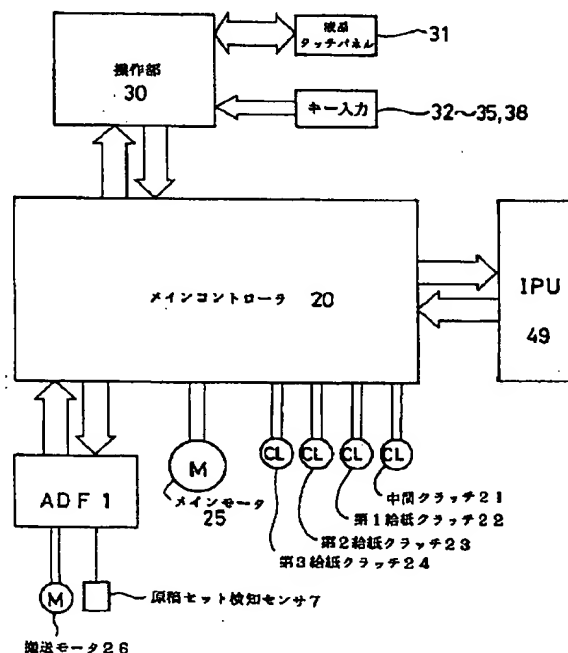 液晶
タッチパネル
31
操作部
30
キー入力
32〜35,38
メインコントローラ 20
IPU
49
ADF1
M
メインモータ
25
CL
CL
CL
CL
中間クラッチ21
第1給紙クラッチ22
第2給紙クラッチ23
第3給紙クラッチ24
M
原稿セット検知センサ7
搬送モータ26